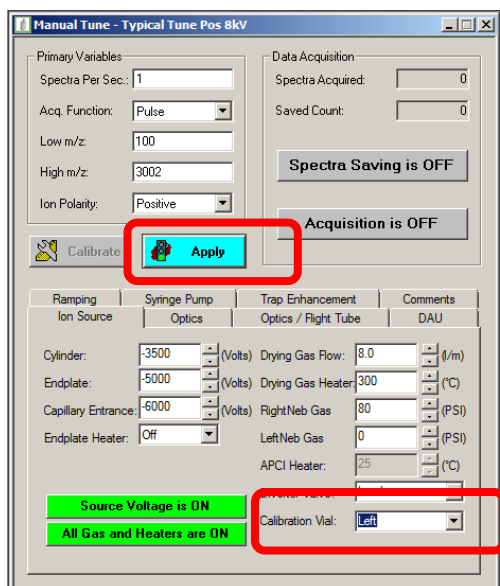 Manual Tune - Typical Tune Pos 8kV
Primary Variables
Spectra Per Sec.: 1
Acq. Function: Pulse
Low m/z: 100
High m/z: 3002
Ion Polarity: Positive
Data Acquisition
Spectra Acquired: 0
Saved Count: 0
Spectra Saving is OFF
Acquisition is OFF
Calibrate
Apply
Ramping Syringe Pump Trap Enhancement Comments
Ion Source Optics Optics / Flight Tube DAU
Cylinder: -3500 (Volts)
Endplate: -5000 (Volts)
Capillary Entrance: -6000 (Volts)
Endplate Heater: Off
Source Voltage is ON
All Gas and Heaters are ON
Drying Gas Flow: 8.0 (l/m)
Drying Gas Heater: 300 (°C)
RightNeb Gas 80 (PSI)
LeftNeb Gas 0 (PSI)
APCI Heater: 25 (°C)
Calibration Vial: Left